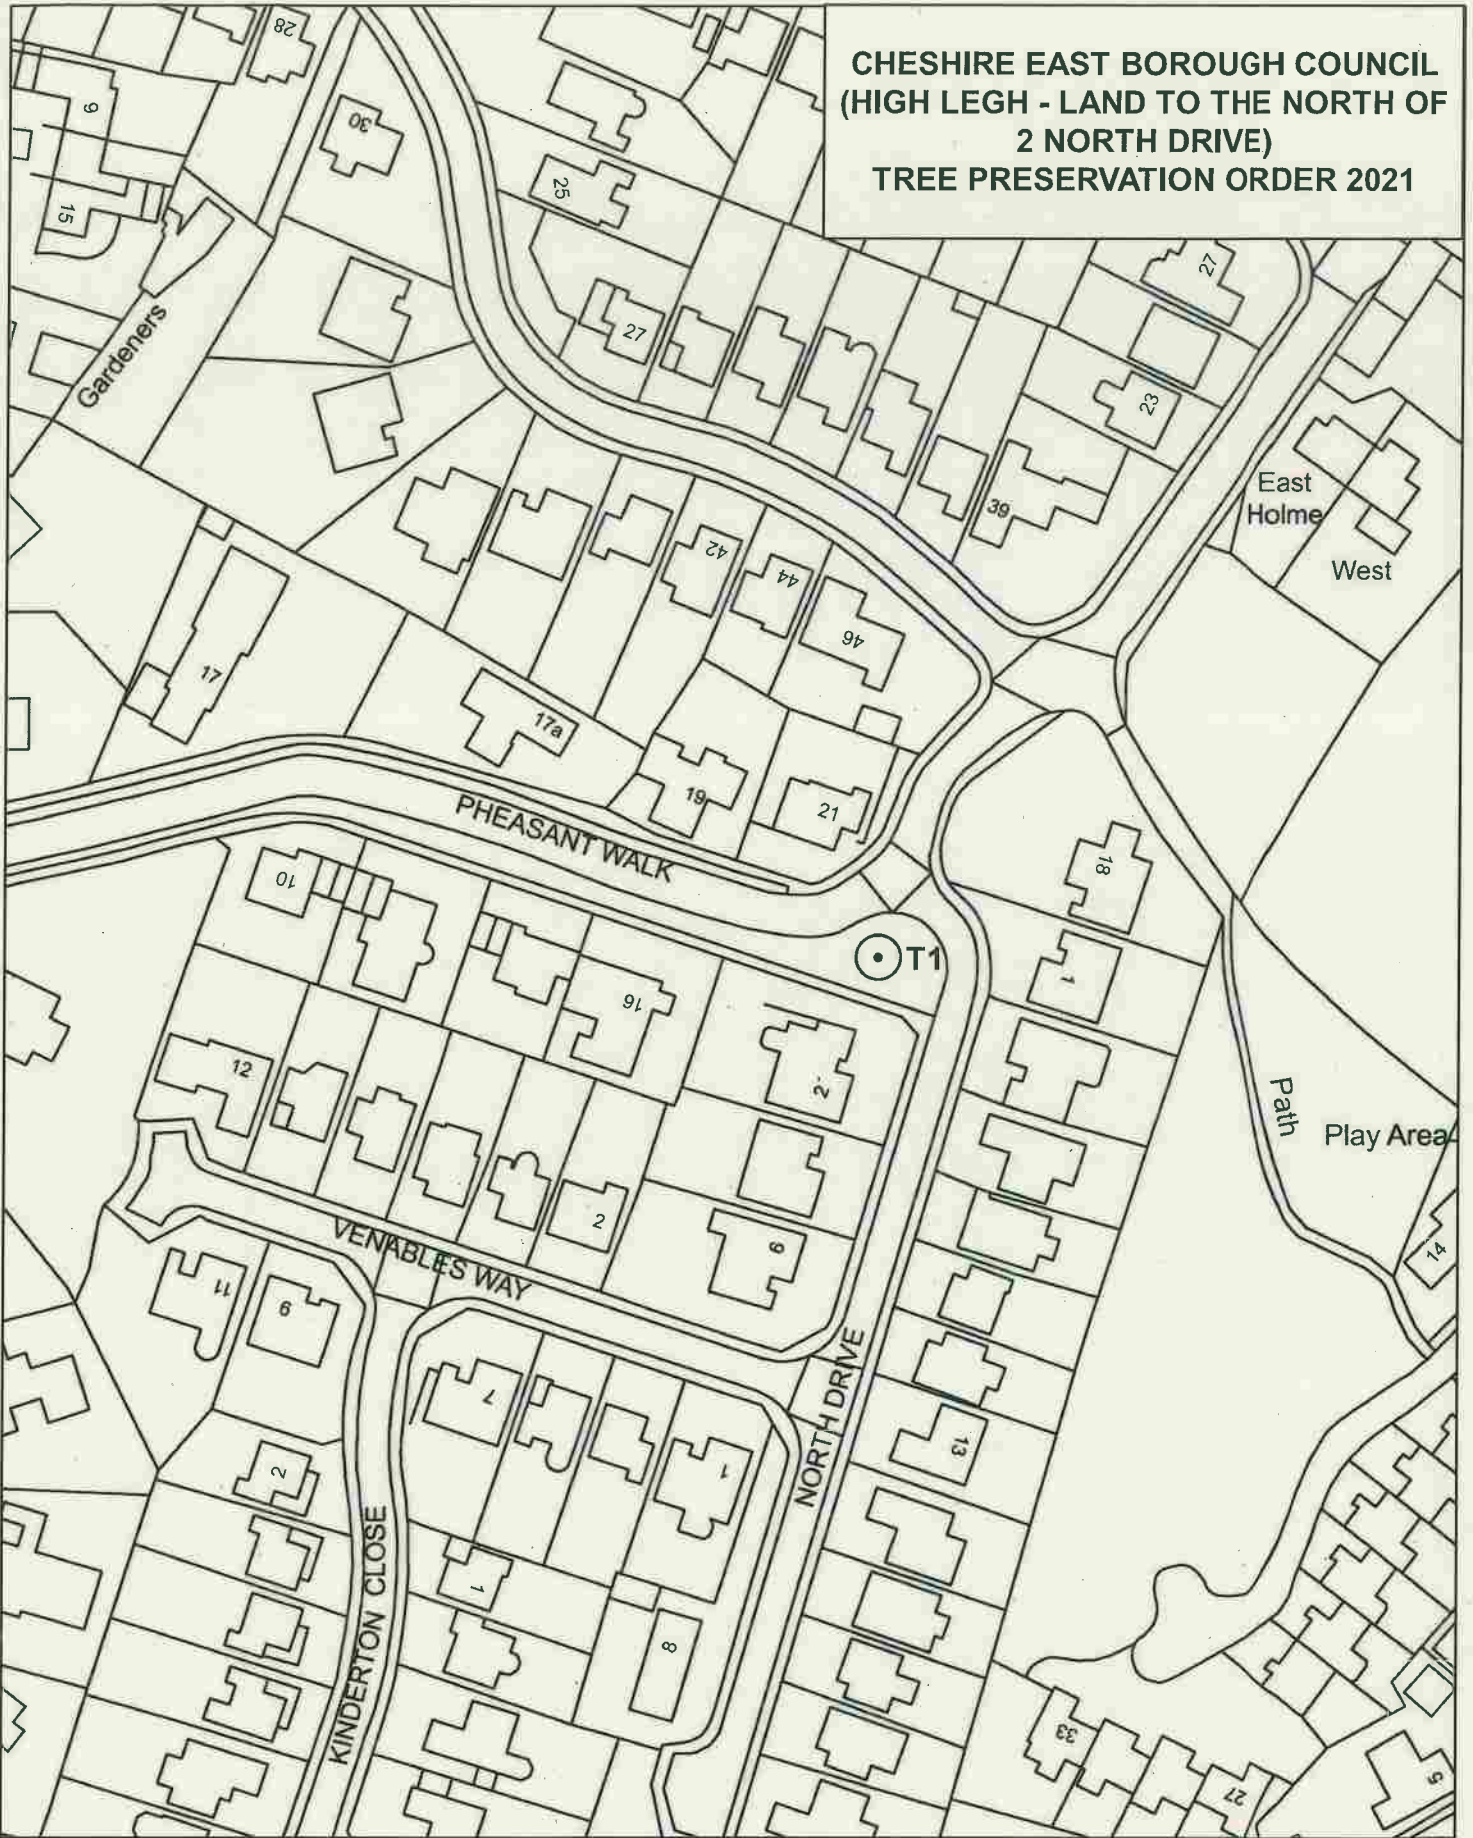 CHESHIRE EAST BOROUGH COUNCIL
(HIGH LEGH - LAND TO THE NORTH OF
2 NORTH DRIVE)
TREE PRESERVATION ORDER 2021
28
9
30
15
25
27
27
Gardeners
23
39
East
Holme
West
42
44
46
17
17a
19
21
PHEASANT WALK
10
18
T1
1
16
2
12
Path
Play Area
2
6
14
VENABLES WAY
11
9
7
NORTH DRIVE
13
1
2
KINDERTON CLOSE
1
8
33
27
5